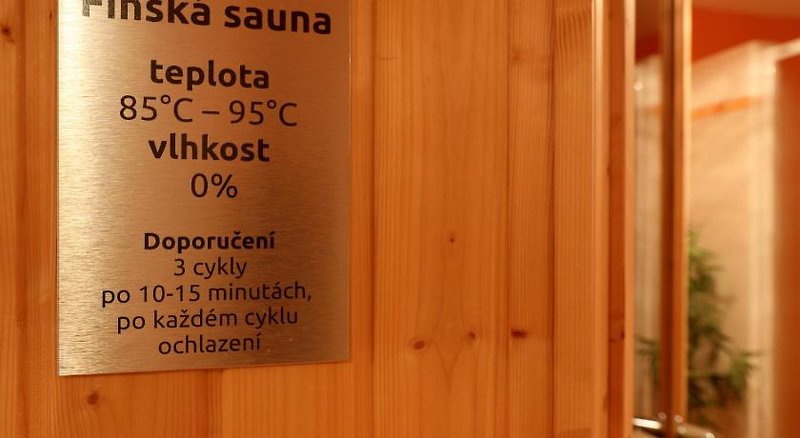 Finská sauna
teplota
85°C – 95°C
vlhkost
0%
Doporučení
3 cykly
po 10-15 minutách,
po každém cyklu
ochlazení